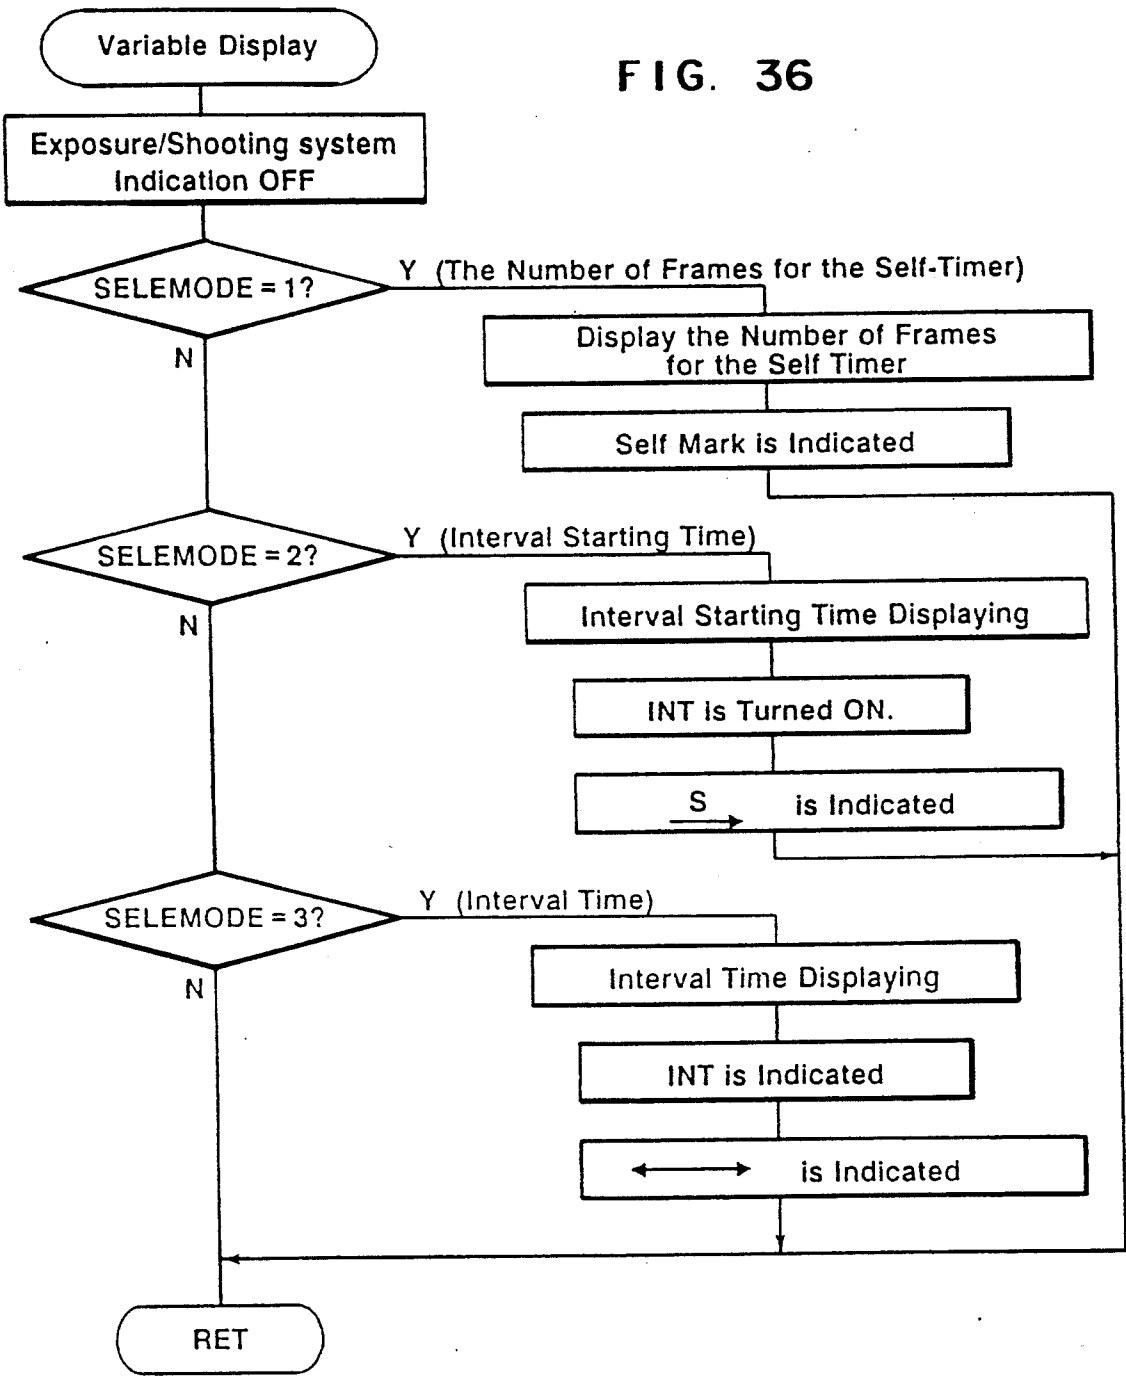 Variable Display
FIG. 36
Exposure/Shooting system
Indication OFF
SELEMODE = 1?
Y (The Number of Frames for the Self-Timer)
N
Display the Number of Frames
for the Self Timer
Self Mark is Indicated
SELEMODE = 2?
Y (Interval Starting Time)
N
Interval Starting Time Displaying
INT is Turned ON.
S is Indicated
SELEMODE = 3?
Y (Interval Time)
N
Interval Time Displaying
INT is Indicated
is Indicated
RET